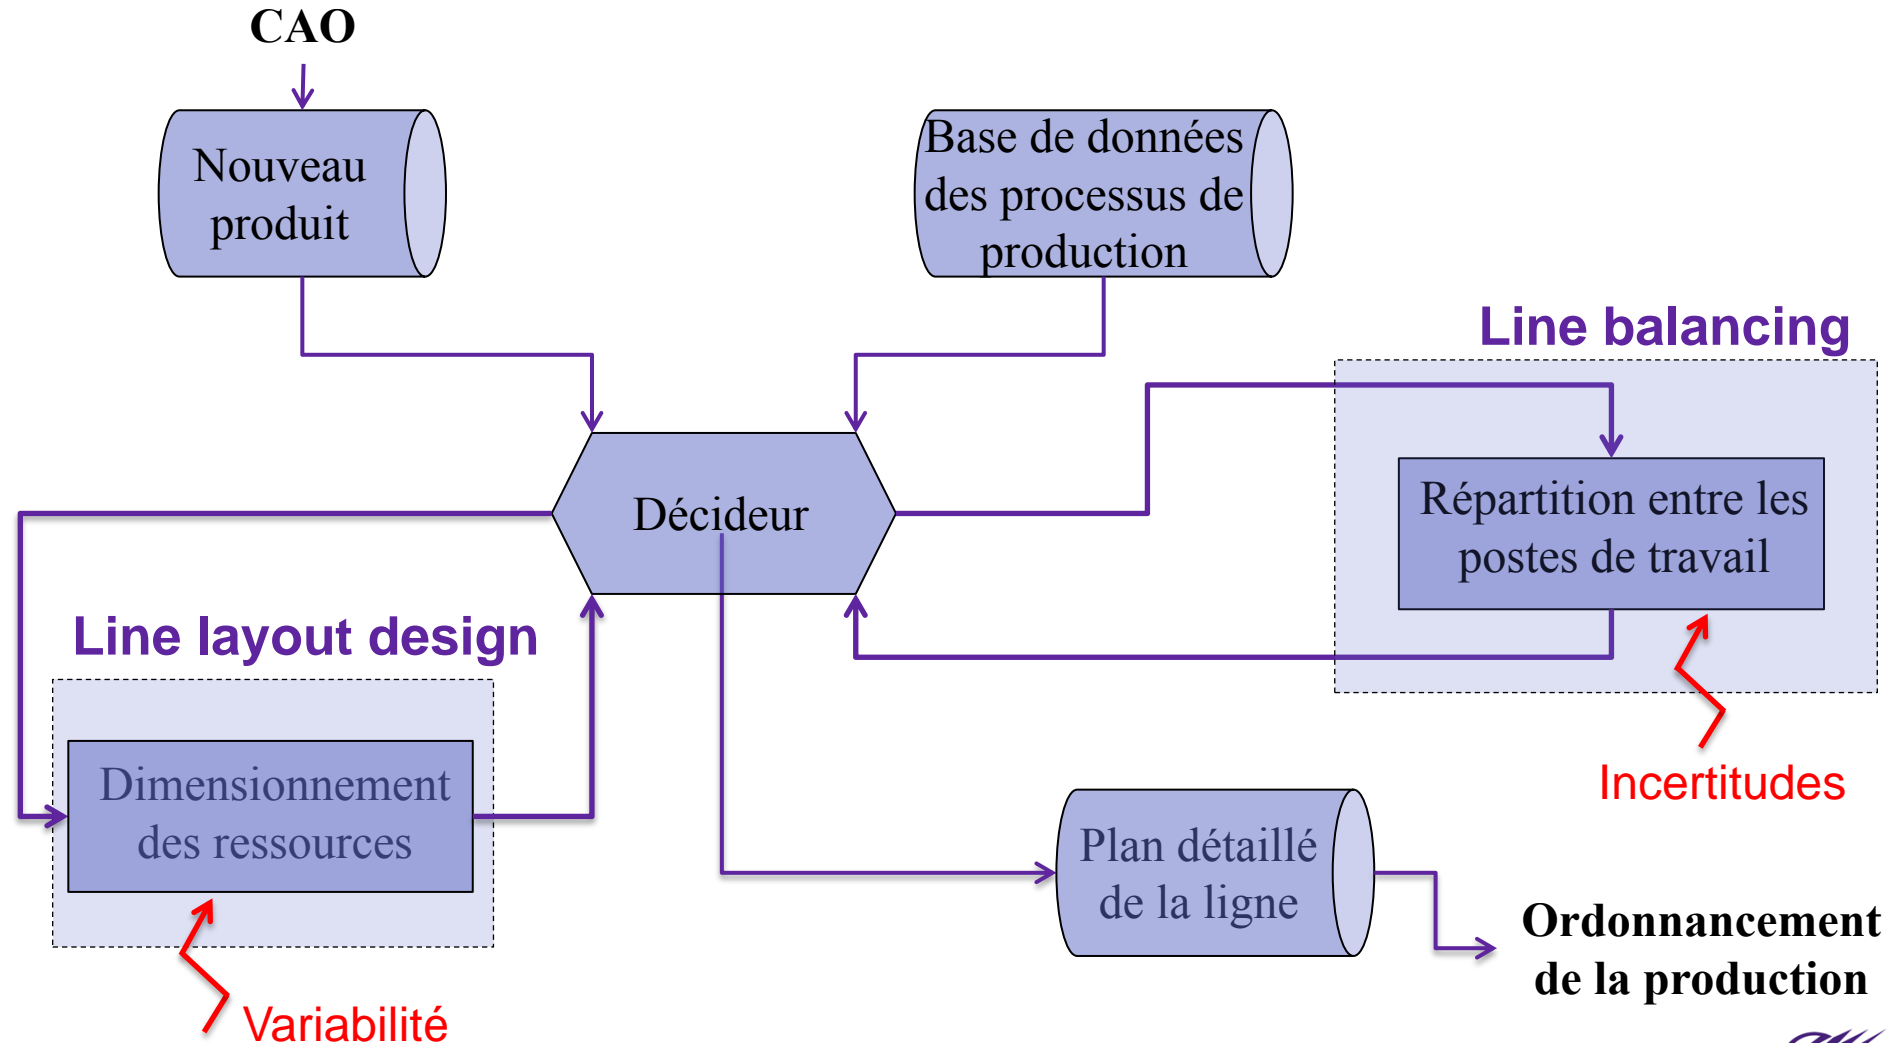 CAO
Nouveau
produit
Base de données
des processus de
production
Line balancing
Décideur
Répartition entre les
postes de travail
Line layout design
Dimensionnement
des ressources
Incertitudes
Plan détaillé
de la ligne
Ordonnancement
de la production
Variabilité